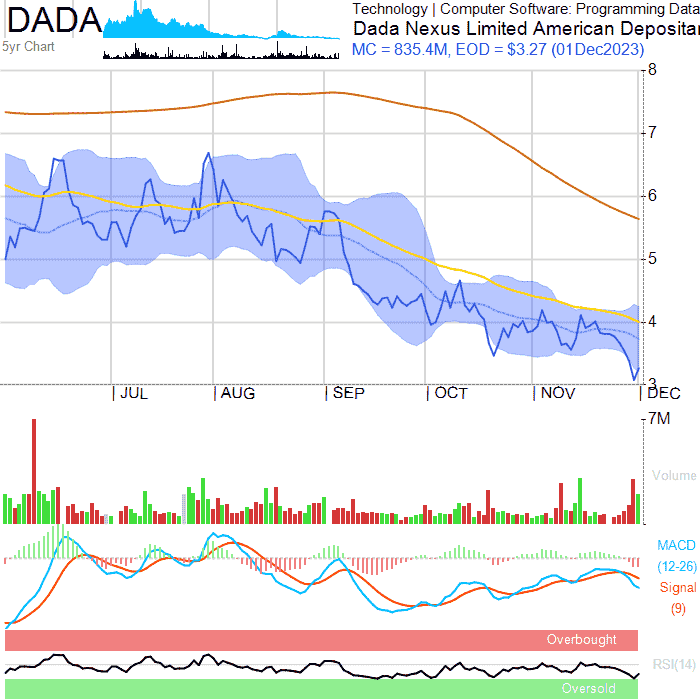 DADA
Technology | Computer Software: Programming Data
Dada Nexus Limited American Depositar
5yr Chart
MC = 835.4M, EOD = $3.27 (01Dec2023)
8
7
6
5
4
3
JUL AUG SEP OCT NOV DEC
7M
Volume
MACD
(12-26)
Signal
(9)
Overbought
RSI(14)
Oversold